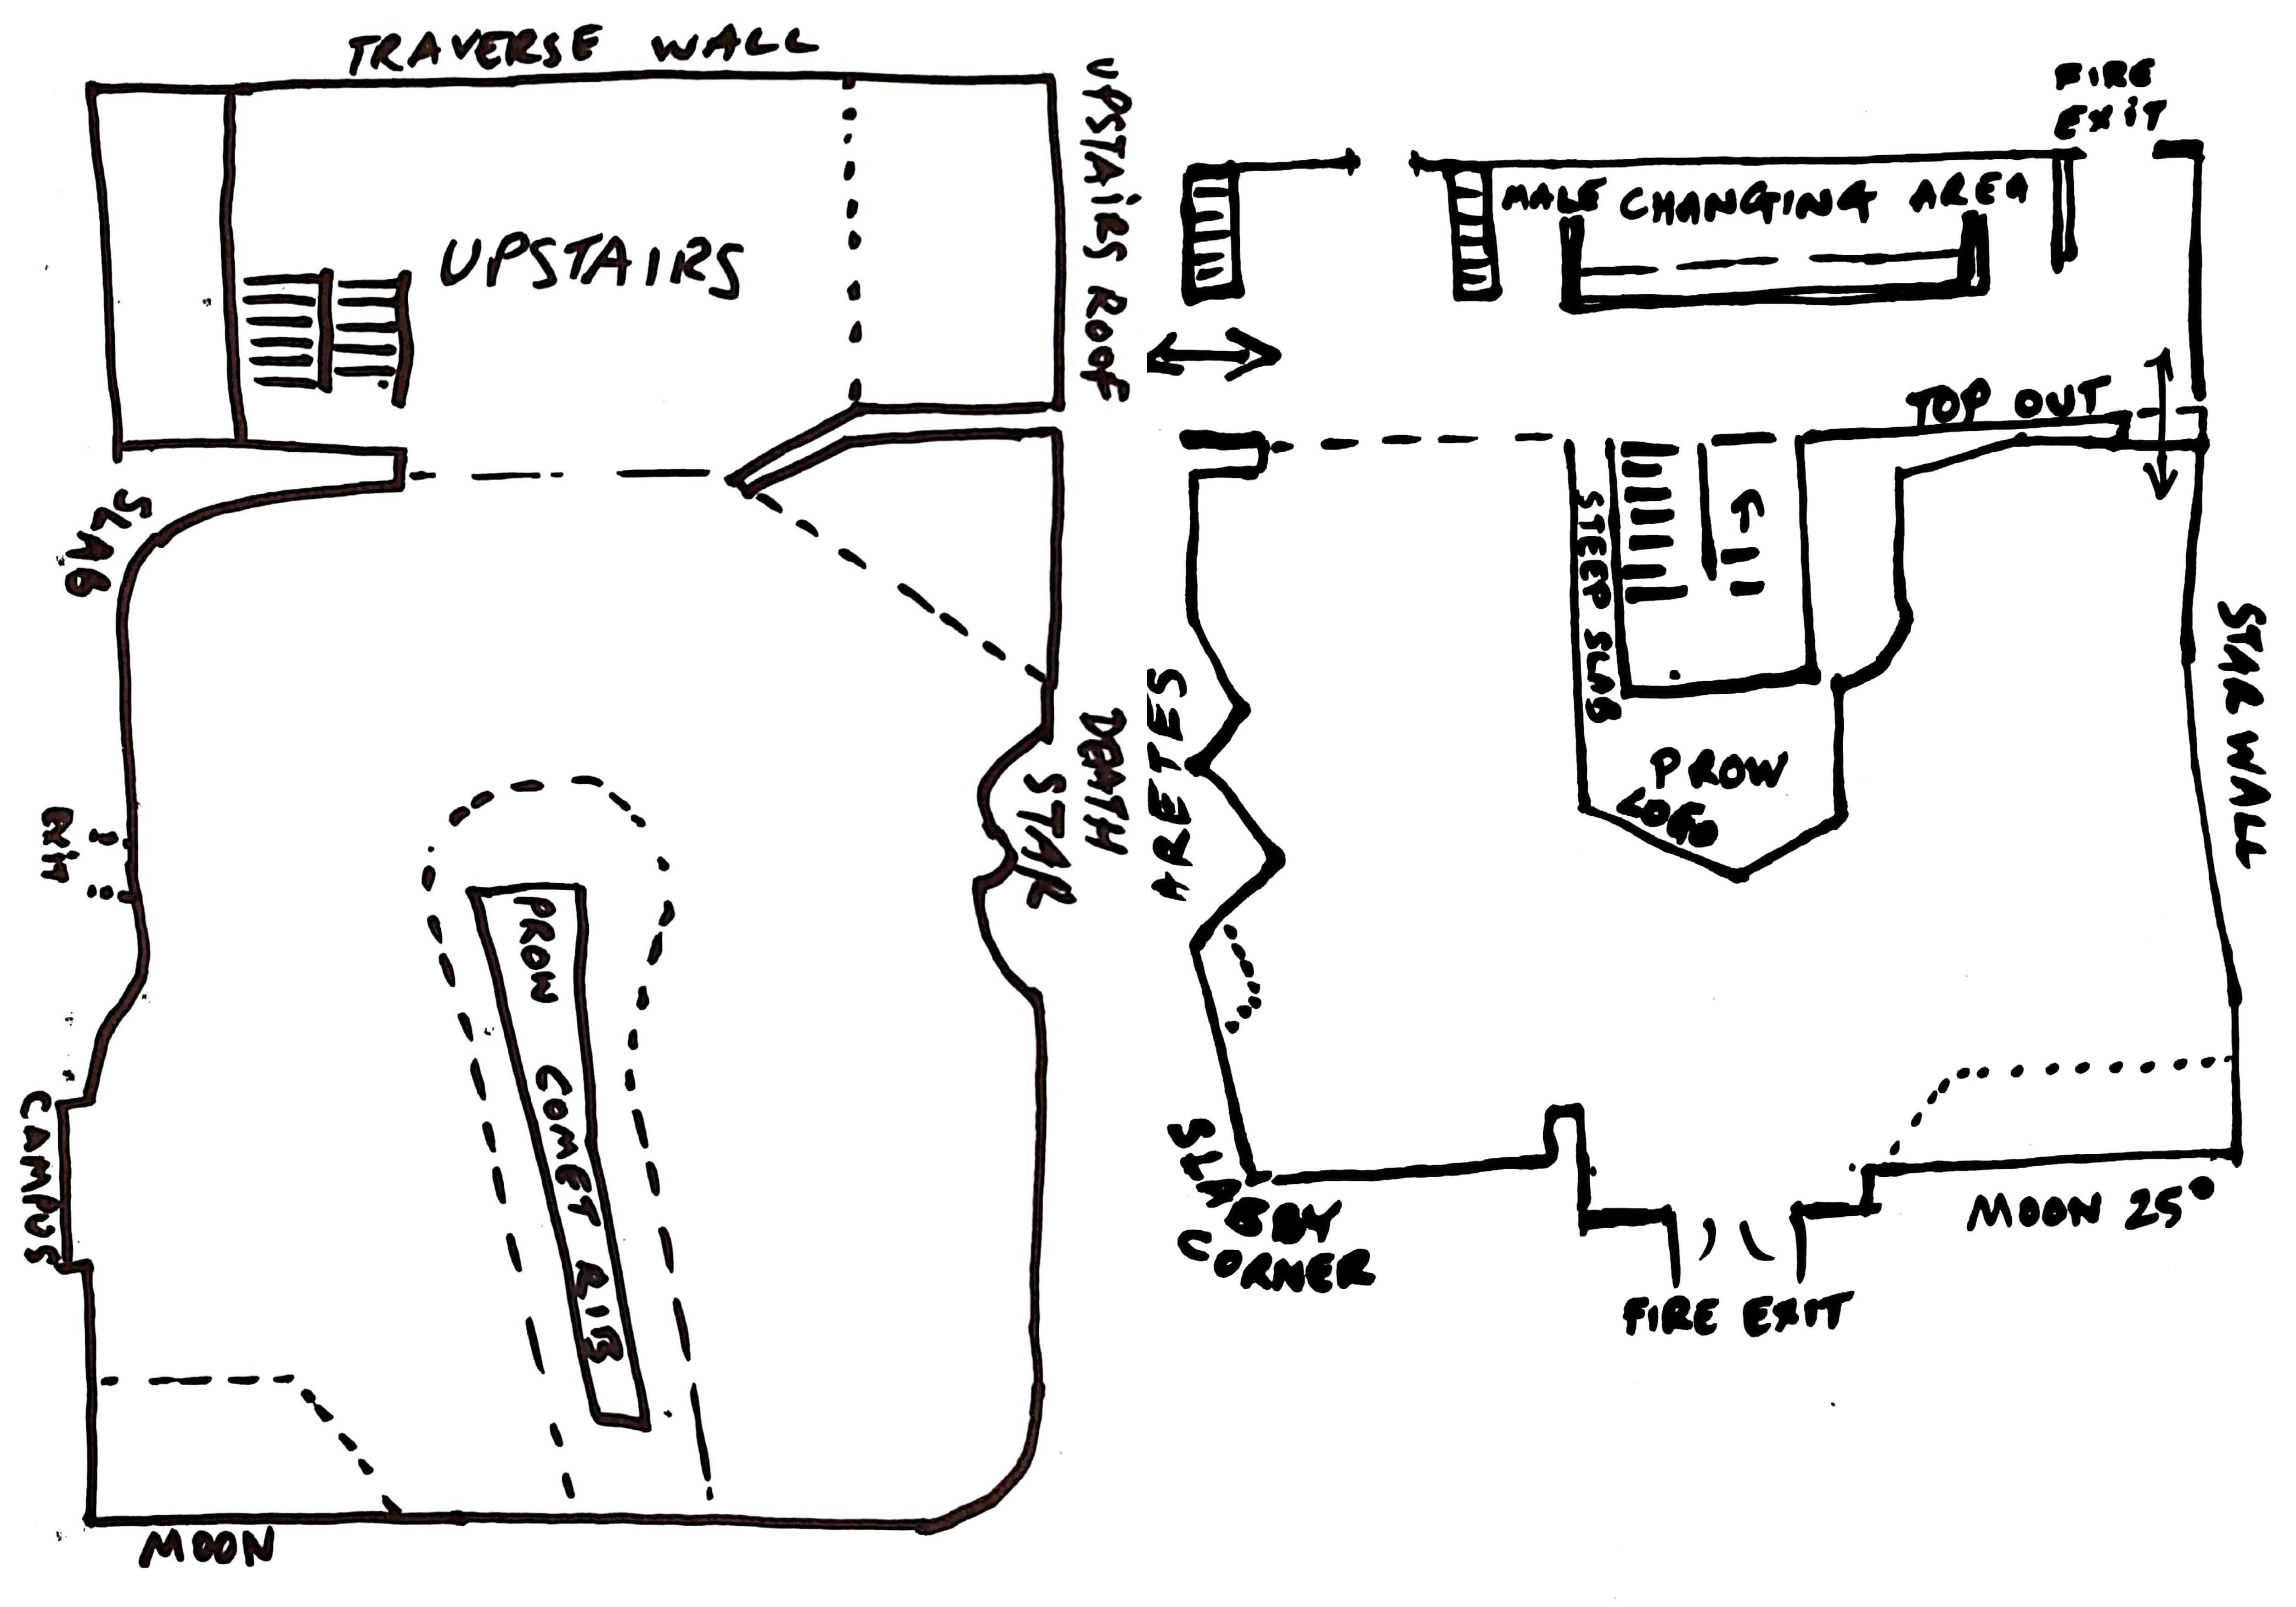 TRAVERSE WALL
UPSTAIRS ROOF
UPSTAIRS
SLAB
DEATH
STAR
PROW
COMET RIB
CAMPUS
MOON
FIRE
EXIT
MALE CHANGING AREA
TOP OUT
STEEP SLAB
STAR WALL
PROW
LOGO
ARETES
SLABBY
CORNER
MOON 25°
FIRE EXIT